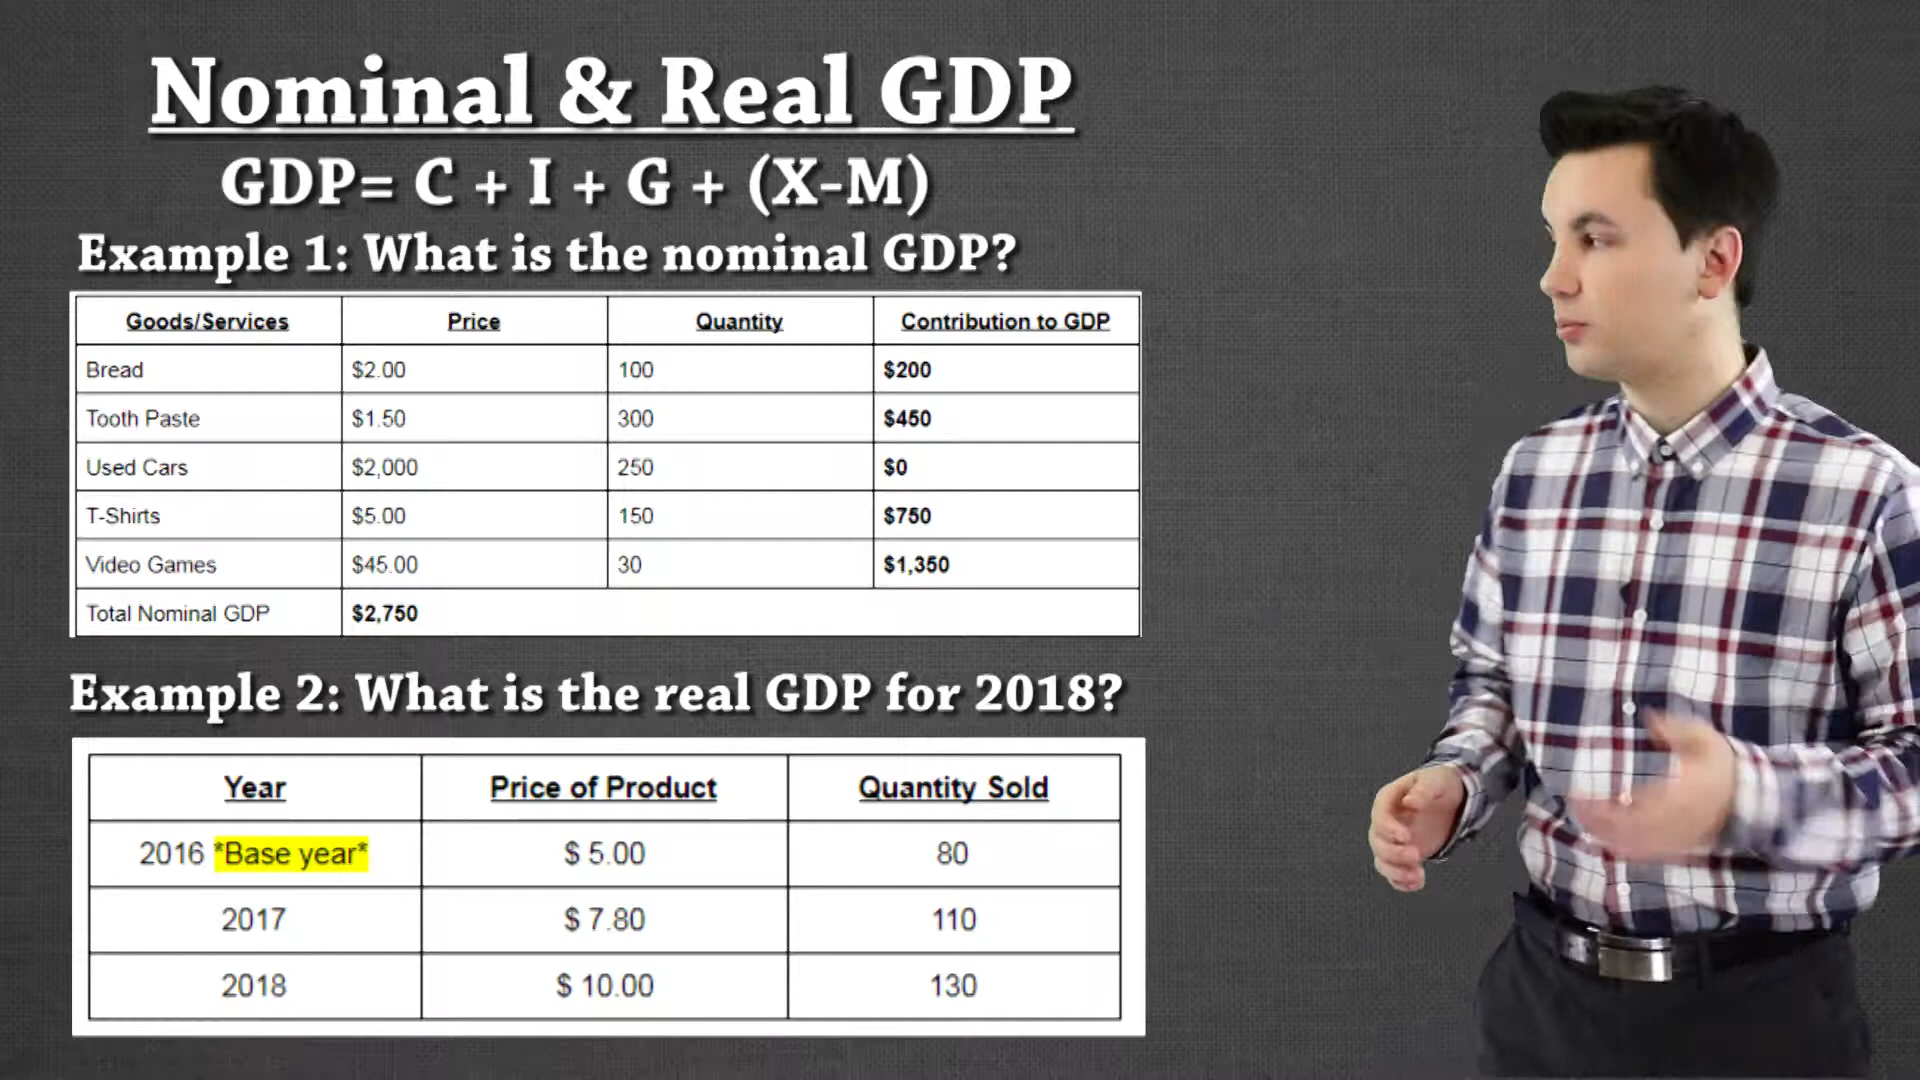 Nominal & Real GDP
GDP= C + I + G + (X-M)
Example 1: What is the nominal GDP?
Goods/Services Price Quantity Contribution to GDP
Bread $2.00 100 $200
Tooth Paste $1.50 300 $450
Used Cars $2,000 250 $0
T-Shirts $5.00 150 $750
Video Games $45.00 30 $1,350
Total Nominal GDP $2,750
Example 2: What is the real GDP for 2018?
Year Price of Product Quantity Sold
2016 *Base year* $ 5.00 80
2017 $ 7.80 110
2018 $ 10.00 130